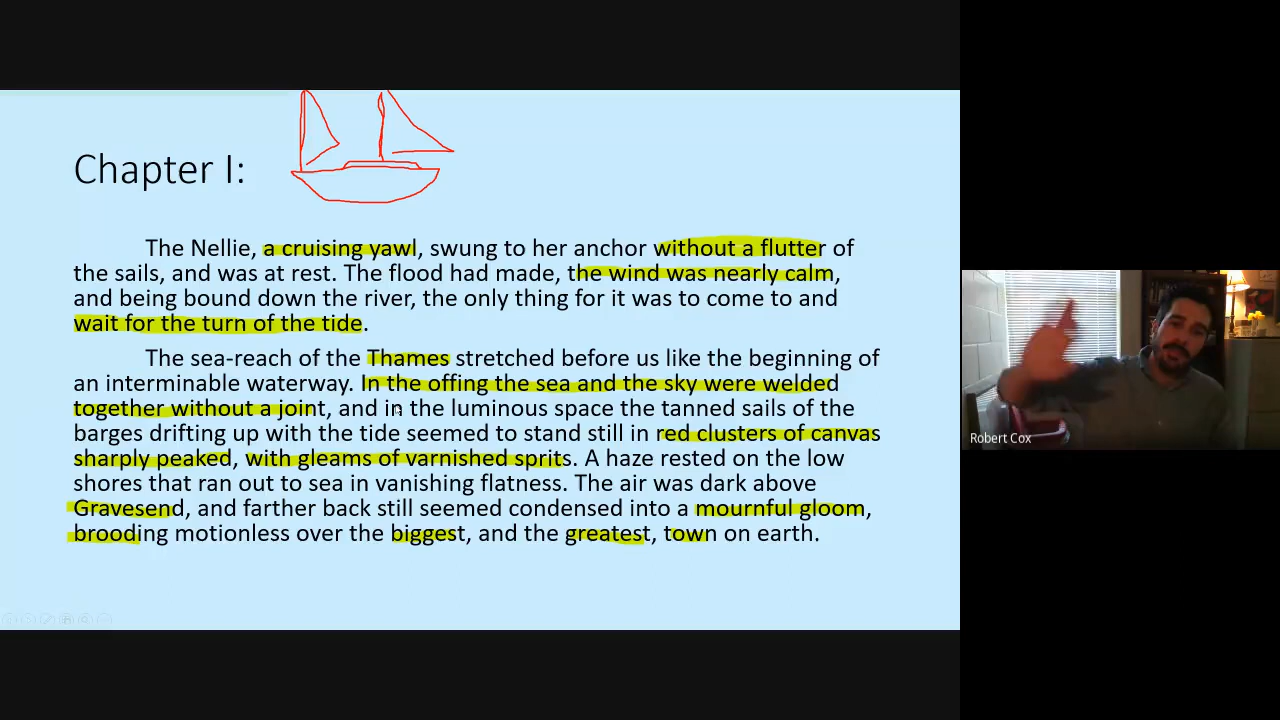 Chapter I:
The Nellie, a cruising yawl, swung to her anchor without a flutter of
the sails, and was at rest. The flood had made, the wind was nearly calm,
and being bound down the river, the only thing for it was to come to and
wait for the turn of the tide.
The sea-reach of the Thames stretched before us like the beginning of
an interminable waterway. In the offing the sea and the sky were welded
together without a joint, and in the luminous space the tanned sails of the
barges drifting up with the tide seemed to stand still in red clusters of canvas
sharply peaked, with gleams of varnished sprits. A haze rested on the low
shores that ran out to sea in vanishing flatness. The air was dark above
Gravesend, and farther back still seemed condensed into a mournful gloom,
brooding motionless over the biggest, and the greatest, town on earth.
Robert Cox